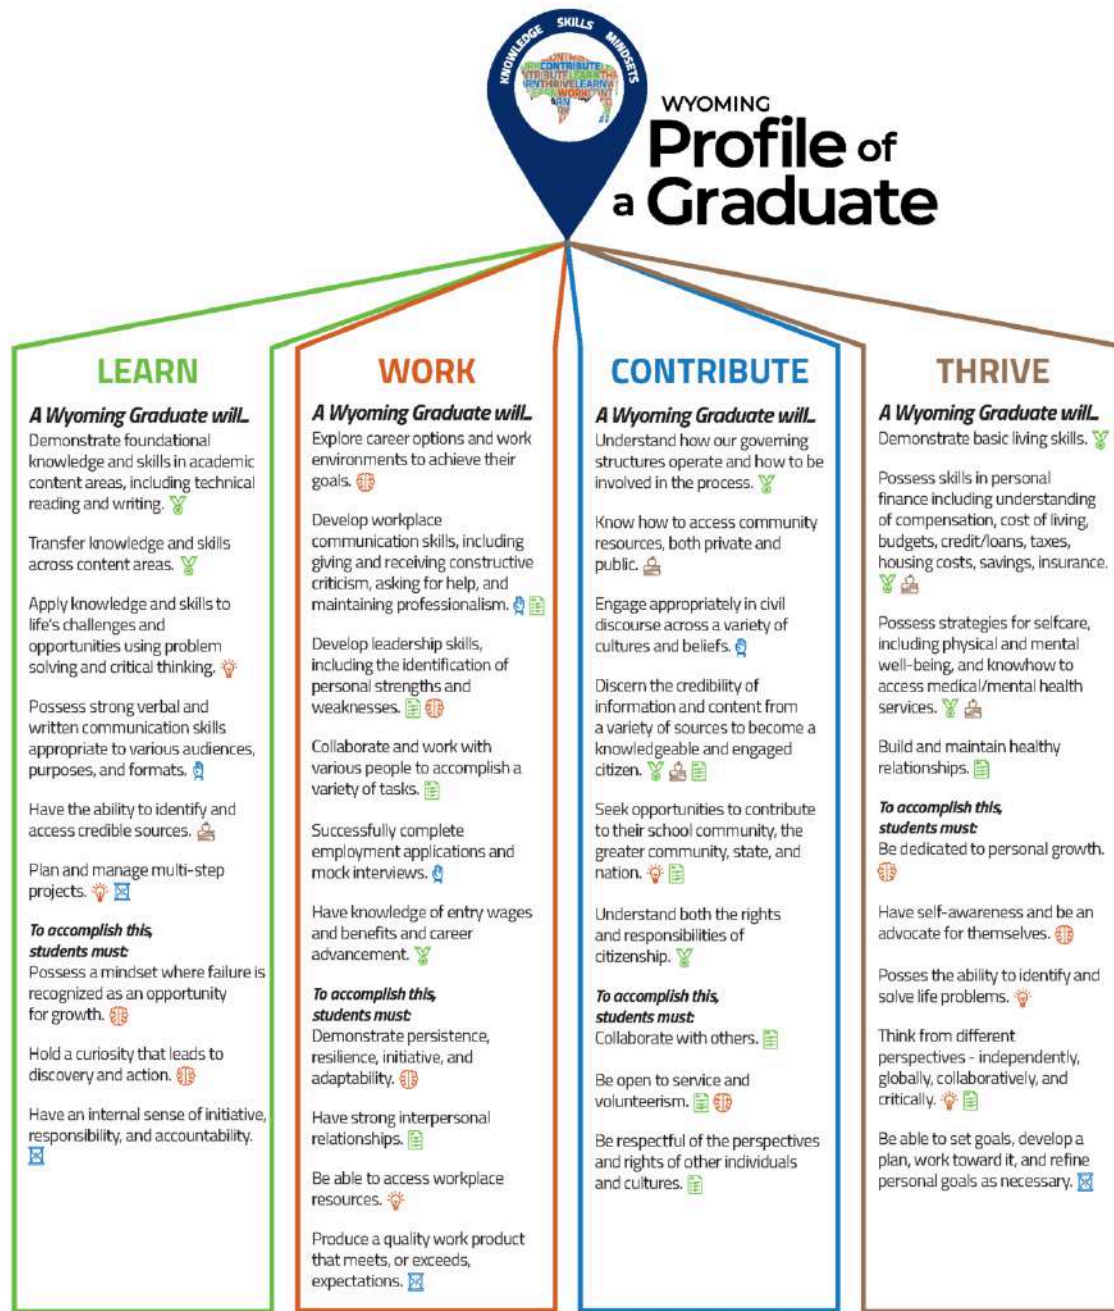 KNOWLEDGE SKILLS MINDSETS
CONTRIBUTE
WYOMING
Profile of
a Graduate
LEARN
A Wyoming Graduate will...
Demonstrate foundational
knowledge and skills in academic
content areas, including technical
reading and writing.
Transfer knowledge and skills
across content areas.
Apply knowledge and skills to
life's challenges and
opportunities using problem
solving and critical thinking.
Possess strong verbal and
written communication skills
appropriate to various audiences,
purposes, and formats.
Have the ability to identify and
access credible sources.
Plan and manage multi-step
projects.
To accomplish this,
students must:
Possess a mindset where failure is
recognized as an opportunity
for growth.
Hold a curiosity that leads to
discovery and action.
Have an internal sense of initiative,
responsibility, and accountability.
WORK
A Wyoming Graduate will...
Explore career options and work
environments to achieve their
goals.
Develop workplace
communication skills, including
giving and receiving constructive
criticism, asking for help, and
maintaining professionalism.
Develop leadership skills,
including the identification of
personal strengths and
weaknesses.
Collaborate and work with
various people to accomplish a
variety of tasks.
Successfully complete
employment applications and
mock interviews.
Have knowledge of entry wages
and benefits and career
advancement.
To accomplish this,
students must:
Demonstrate persistence,
resilience, initiative, and
adaptability.
Have strong interpersonal
relationships.
Be able to access workplace
resources.
Produce a quality work product
that meets, or exceeds,
expectations.
CONTRIBUTE
A Wyoming Graduate will...
Understand how our governing
structures operate and how to be
involved in the process.
Know how to access community
resources, both private and
public.
Engage appropriately in civil
discourse across a variety of
cultures and beliefs.
Discern the credibility of
information and content from
a variety of sources to become a
knowledgeable and engaged
citizen.
Seek opportunities to contribute
to their school community, the
greater community, state, and
nation.
Understand both the rights
and responsibilities of
citizenship.
To accomplish this,
students must:
Collaborate with others.
Be open to service and
volunteerism.
Be respectful of the perspectives
and rights of other individuals
and cultures.
THRIVE
A Wyoming Graduate will...
Demonstrate basic living skills.
Possess skills in personal
finance including understanding
of compensation, cost of living,
budgets, credit/loans, taxes,
housing costs, savings, insurance.
Possess strategies for selfcare,
including physical and mental
well-being, and knowhow to
access medical/mental health
services.
Build and maintain healthy
relationships.
To accomplish this,
students must:
Be dedicated to personal growth.
Have self-awareness and be an
advocate for themselves.
Posses the ability to identify and
solve life problems.
Think from different
perspectives - independently,
globally, collaboratively, and
critically.
Be able to set goals, develop a
plan, work toward it, and refine
personal goals as necessary.